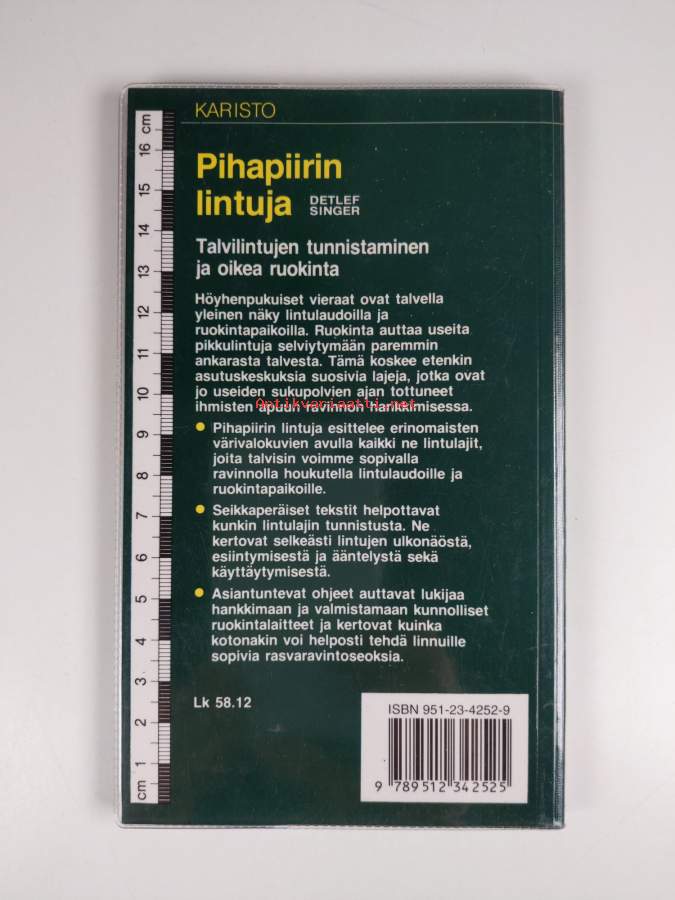 KARISTO
Pihapiirin
lintuja
DETLEF
SINGER
Talvilintujen tunnistaminen
ja oikea ruokinta
Höyhenpukuiset vieraat ovat talvella
yleinen näky lintulaudoilla ja
ruokintapaikoilla. Ruokinta auttaa useita
pikkulintuja selviytymään paremmin
ankarasta talvesta. Tämä koskee etenkin
asutuskeskuksia suosivia lajeja, jotka ovat
jo useiden sukupolvien ajan tottuneet
ihmisten apuun ravinnon hankkimisessa.
Antikvariaatti.net
• Pihapiirin lintuja esittelee erinomaisten
värivalokuvien avulla kaikki ne lintulajit,
joita talvisin voimme sopivalla
ravinnolla houkutella lintulaudoille ja
ruokintapaikoille.
• Seikkaperäiset tekstit helpottavat
kunkin lintulajin tunnistusta. Ne
kertovat selkeästi lintujen ulkonäöstä,
esiintymisestä ja ääntelystä sekä
käyttäytymisestä.
• Asiantuntevat ohjeet auttavat lukijaa
hankkimaan ja valmistamaan kunnolliset
ruokintalaitteet ja kertovat kuinka
kotonakin voi helposti tehdä linnuille
sopivia rasvaravintoseoksia.
Lk 58.12
ISBN 951-23-4252-9
9 789512 342525
cm 1 2 3 4 5 6 7 8 9 10 11 12 13 14 15 16 cm